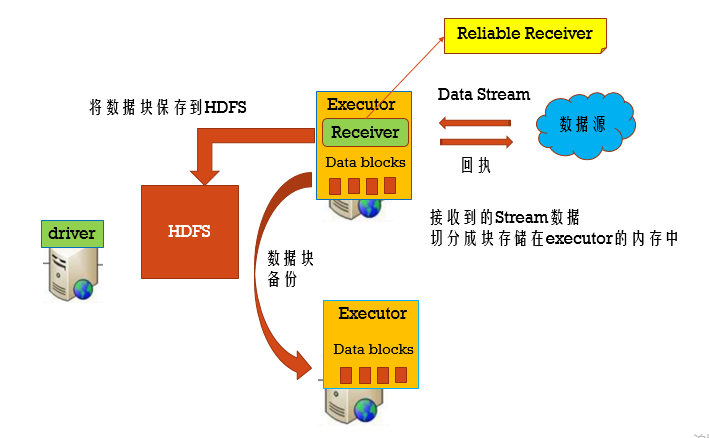 Reliable Receiver
将数据块保存到HDFS
Executor
Receiver
Data blocks
Data Stream
数据源
回执
接收到的Stream数据
切分成块存储在executor的内存中
driver
HDFS
数据块
备份
Executor
Data blocks